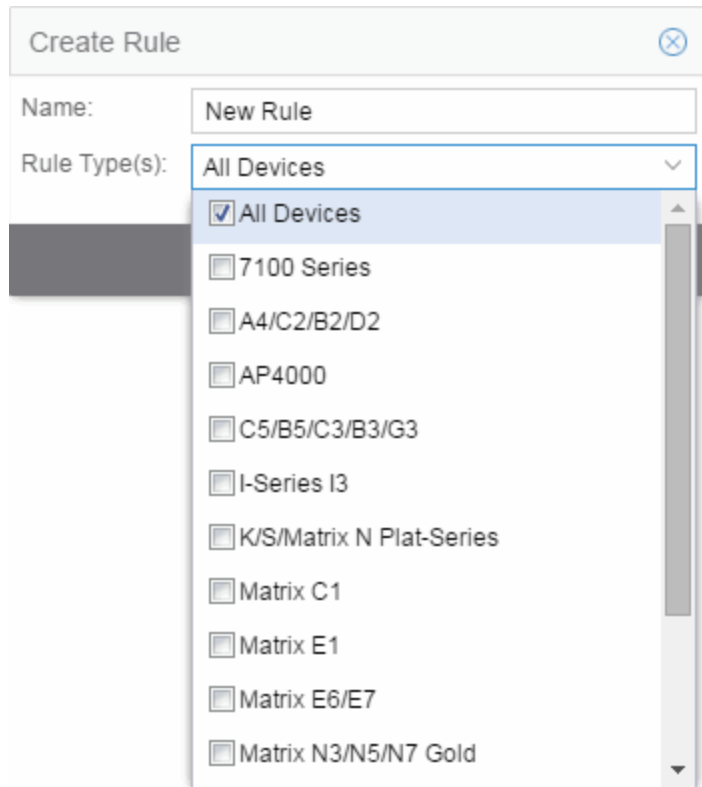 Create Rule
Name: New Rule
Rule Type(s): All Devices
All Devices
7100 Series
A4/C2/B2/D2
AP4000
C5/B5/C3/B3/G3
I-Series I3
K/S/Matrix N Plat-Series
Matrix C1
Matrix E1
Matrix E6/E7
Matrix N3/N5/N7 Gold